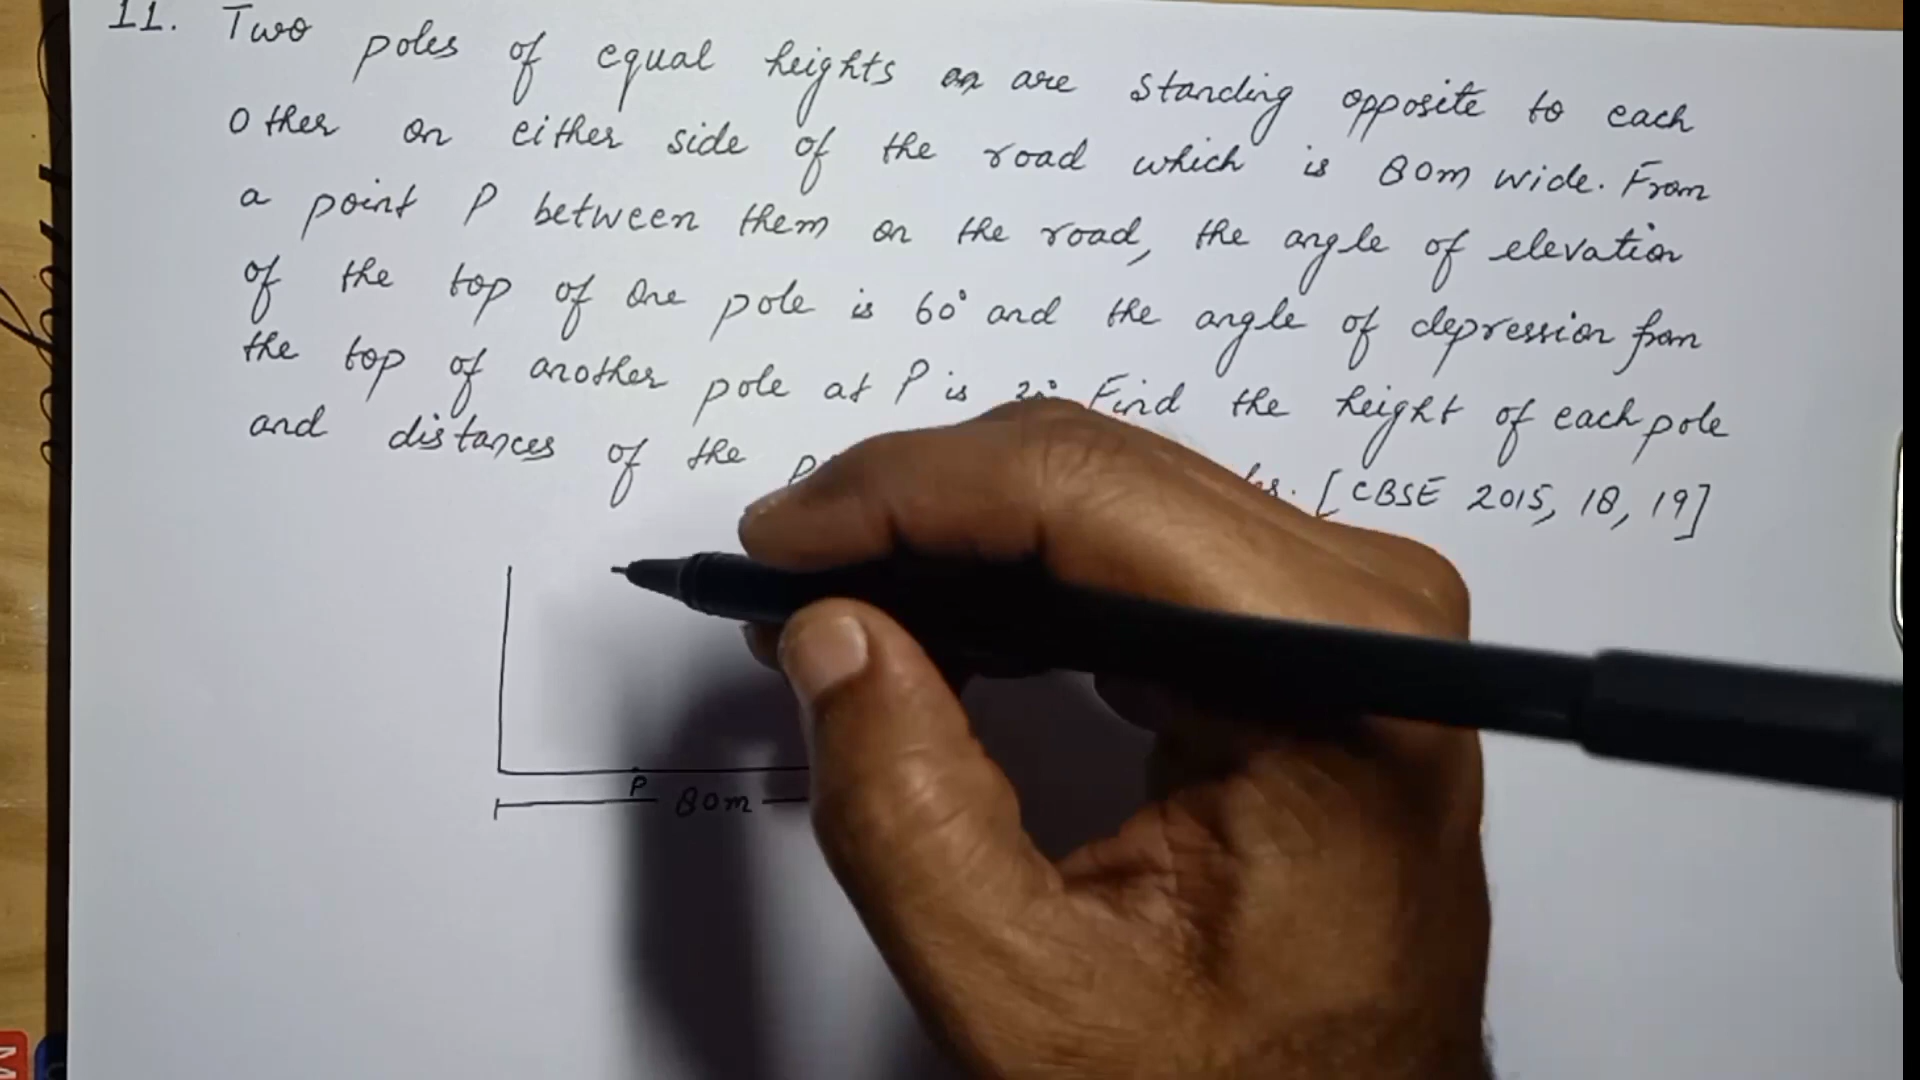 11. Two poles of equal heights are standing opposite to each
other on either side of the road which is 80m wide. From
a point P between them on the road, the angle of elevation
of the top of one pole is 60° and the angle of depression from
the top of another pole at P is Find the height of each pole
and distances of the [CBSE 2015, 18, 19]
P
80m